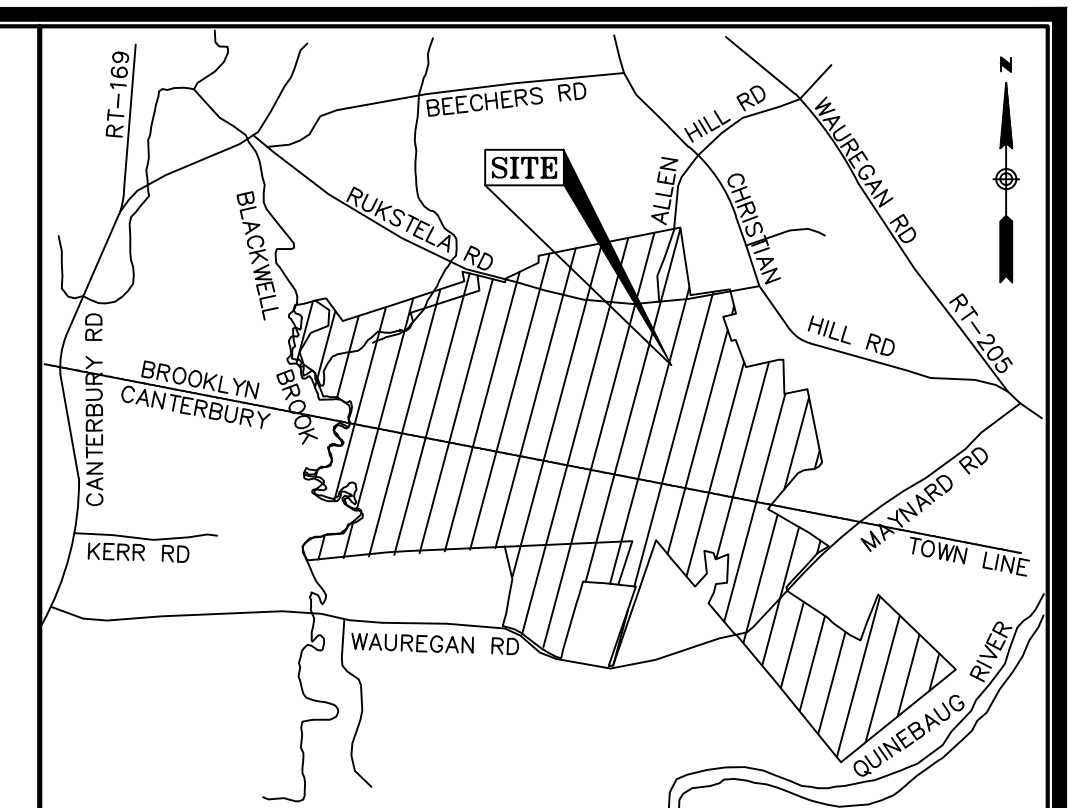 RT-169
N
BEECHERS RD
HILL RD
WAUREGAN RD
SITE
ALLEN
CHRISTIAN
RUKSTELA RD
BLACKWELL
BROOK
RT-205
HILL RD
CANTERBURY RD
BROOKLYN
CANTERBURY
MAYNARD RD
TOWN LINE
KERR RD
WAUREGAN RD
QUINEBAUG RIVER